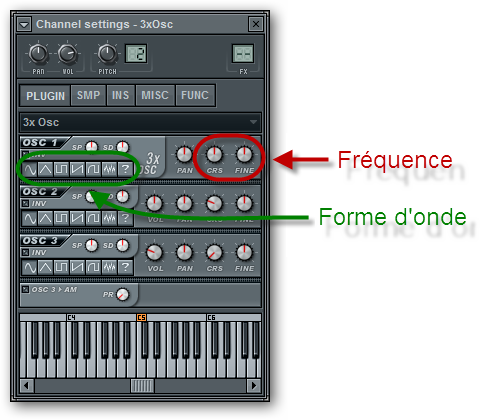 Channel settings - 3xOsc
PAN VOL PITCH 2 FX
PLUGIN SMP INS MISC FUNC
3x Osc
OSC 1 SP SD
INV
3x
OSC
PAN CRS FINE
Fréquence
OSC 2 SP SD
INV
VOL PAN CRS FINE
Forme d'onde
OSC 3 SP SD
INV
VOL PAN CRS FINE
OSC 3 ▸ AM PR
C4 C5 C6